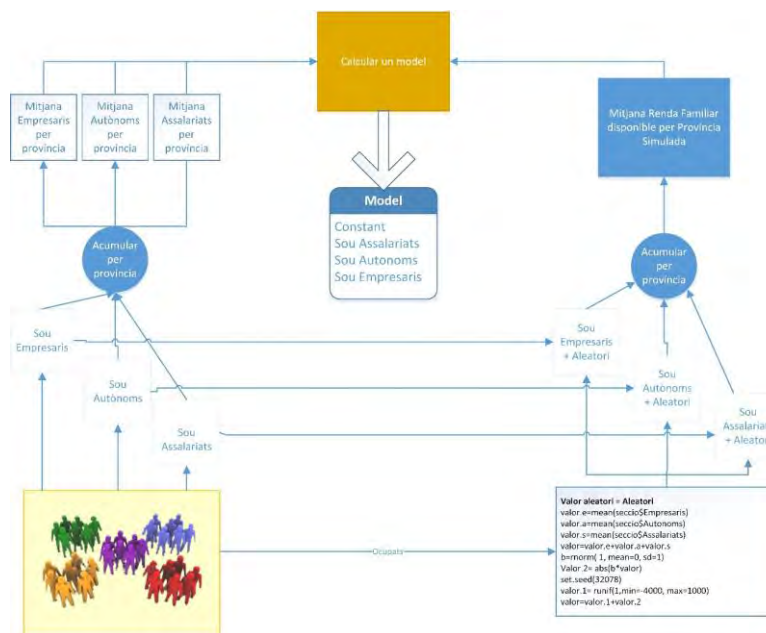 Calcular un model
Mitjana
Empresaris
per
província
Mitjana
Autònoms
per
província
Mitjana
Assalariats
per
província
Mitjana Renda Familiar
disponible per Província
Simulada
Model
Constant
Sou Assalariats
Sou Autonoms
Sou Empresaris
Acumular
per
província
Acumular
per
província
Sou
Empresaris
Sou
Empresaris
+ Aleatori
Sou
Autònoms
Sou
Autònoms
+ Aleatori
Sou
Assalariats
Sou
Assalariat
+ Aleator
Ocupats
Valor aleatori = Aleatori
valor.e=mean(seccio$Empresaris)
valor.a=mean(seccio$Autonoms)
valor.s=mean(seccio$Assalariats)
valor=valor.e+valor.a+valor.s
b=rnorm( 1, mean=0, sd=1)
Valor.2= abs(b*valor)
set.seed(32078)
valor.1= runif(1,min=-4000, max=1000)
valor=valor.1+valor.2